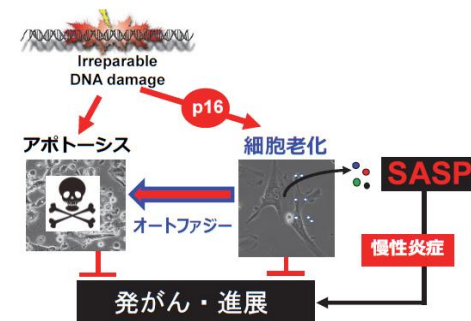 Irreparable
DNA damage
p16
アポトーシス
細胞老化
SASP
オートファジー
慢性炎症
発がん・進展